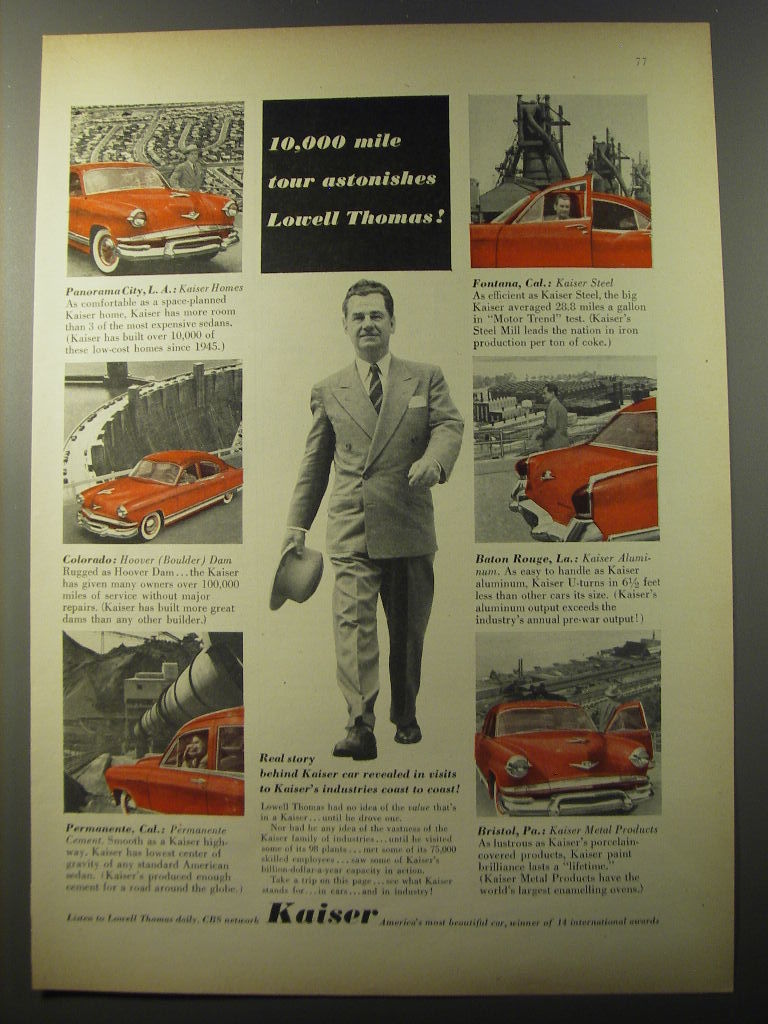 77
10,000 mile
tour astonishes
Lowell Thomas!
Panorama City, L. A.: Kaiser Homes
As comfortable as a space-planned
Kaiser home, Kaiser has more room
than 3 of the most expensive sedans.
(Kaiser has built over 10,000 of
these low-cost homes since 1945.)
Colorado: Hoover (Boulder) Dam
Rugged as Hoover Dam...the Kaiser
has given many owners over 100,000
miles of service without major
repairs. (Kaiser has built more great
dams than any other builder.)
Permanente, Cal.: Permanente
Cement. Smooth as a Kaiser high-
way. Kaiser has lowest center of
gravity of any standard American
sedan. (Kaiser's produced enough
cement for a road around the globe.)
Real story
behind Kaiser car revealed in visits
to Kaiser's industries coast to coast!
Lowell Thomas had no idea of the value that's
in a Kaiser...until he drove one.
Nor had he any idea of the vastness of the
Kaiser family of industries...until he visited
some of its 98 plants...met some of its 75,000
skilled employees...saw some of Kaiser's
billion-dollar-a-year capacity in action.
Take a trip on this page...see what Kaiser
stands for...in cars...and in industry!
Fontana, Cal.: Kaiser Steel
As efficient as Kaiser Steel, the big
Kaiser averaged 28.8 miles a gallon
in "Motor Trend" test. (Kaiser's
Steel Mill leads the nation in iron
production per ton of coke.)
Baton Rouge, La.: Kaiser Alumi-
num. As easy to handle as Kaiser
aluminum, Kaiser U-turns in 6½ feet
less than other cars its size. (Kaiser's
aluminum output exceeds the
industry's annual pre-war output!)
Bristol, Pa.: Kaiser Metal Products
As lustrous as Kaiser's porcelain-
covered products, Kaiser paint
brilliance lasts a "lifetime."
(Kaiser Metal Products have the
world's largest enamelling ovens.)
Listen to Lowell Thomas daily, CBS network
Kaiser
America's most beautiful car, winner of 14 international awards